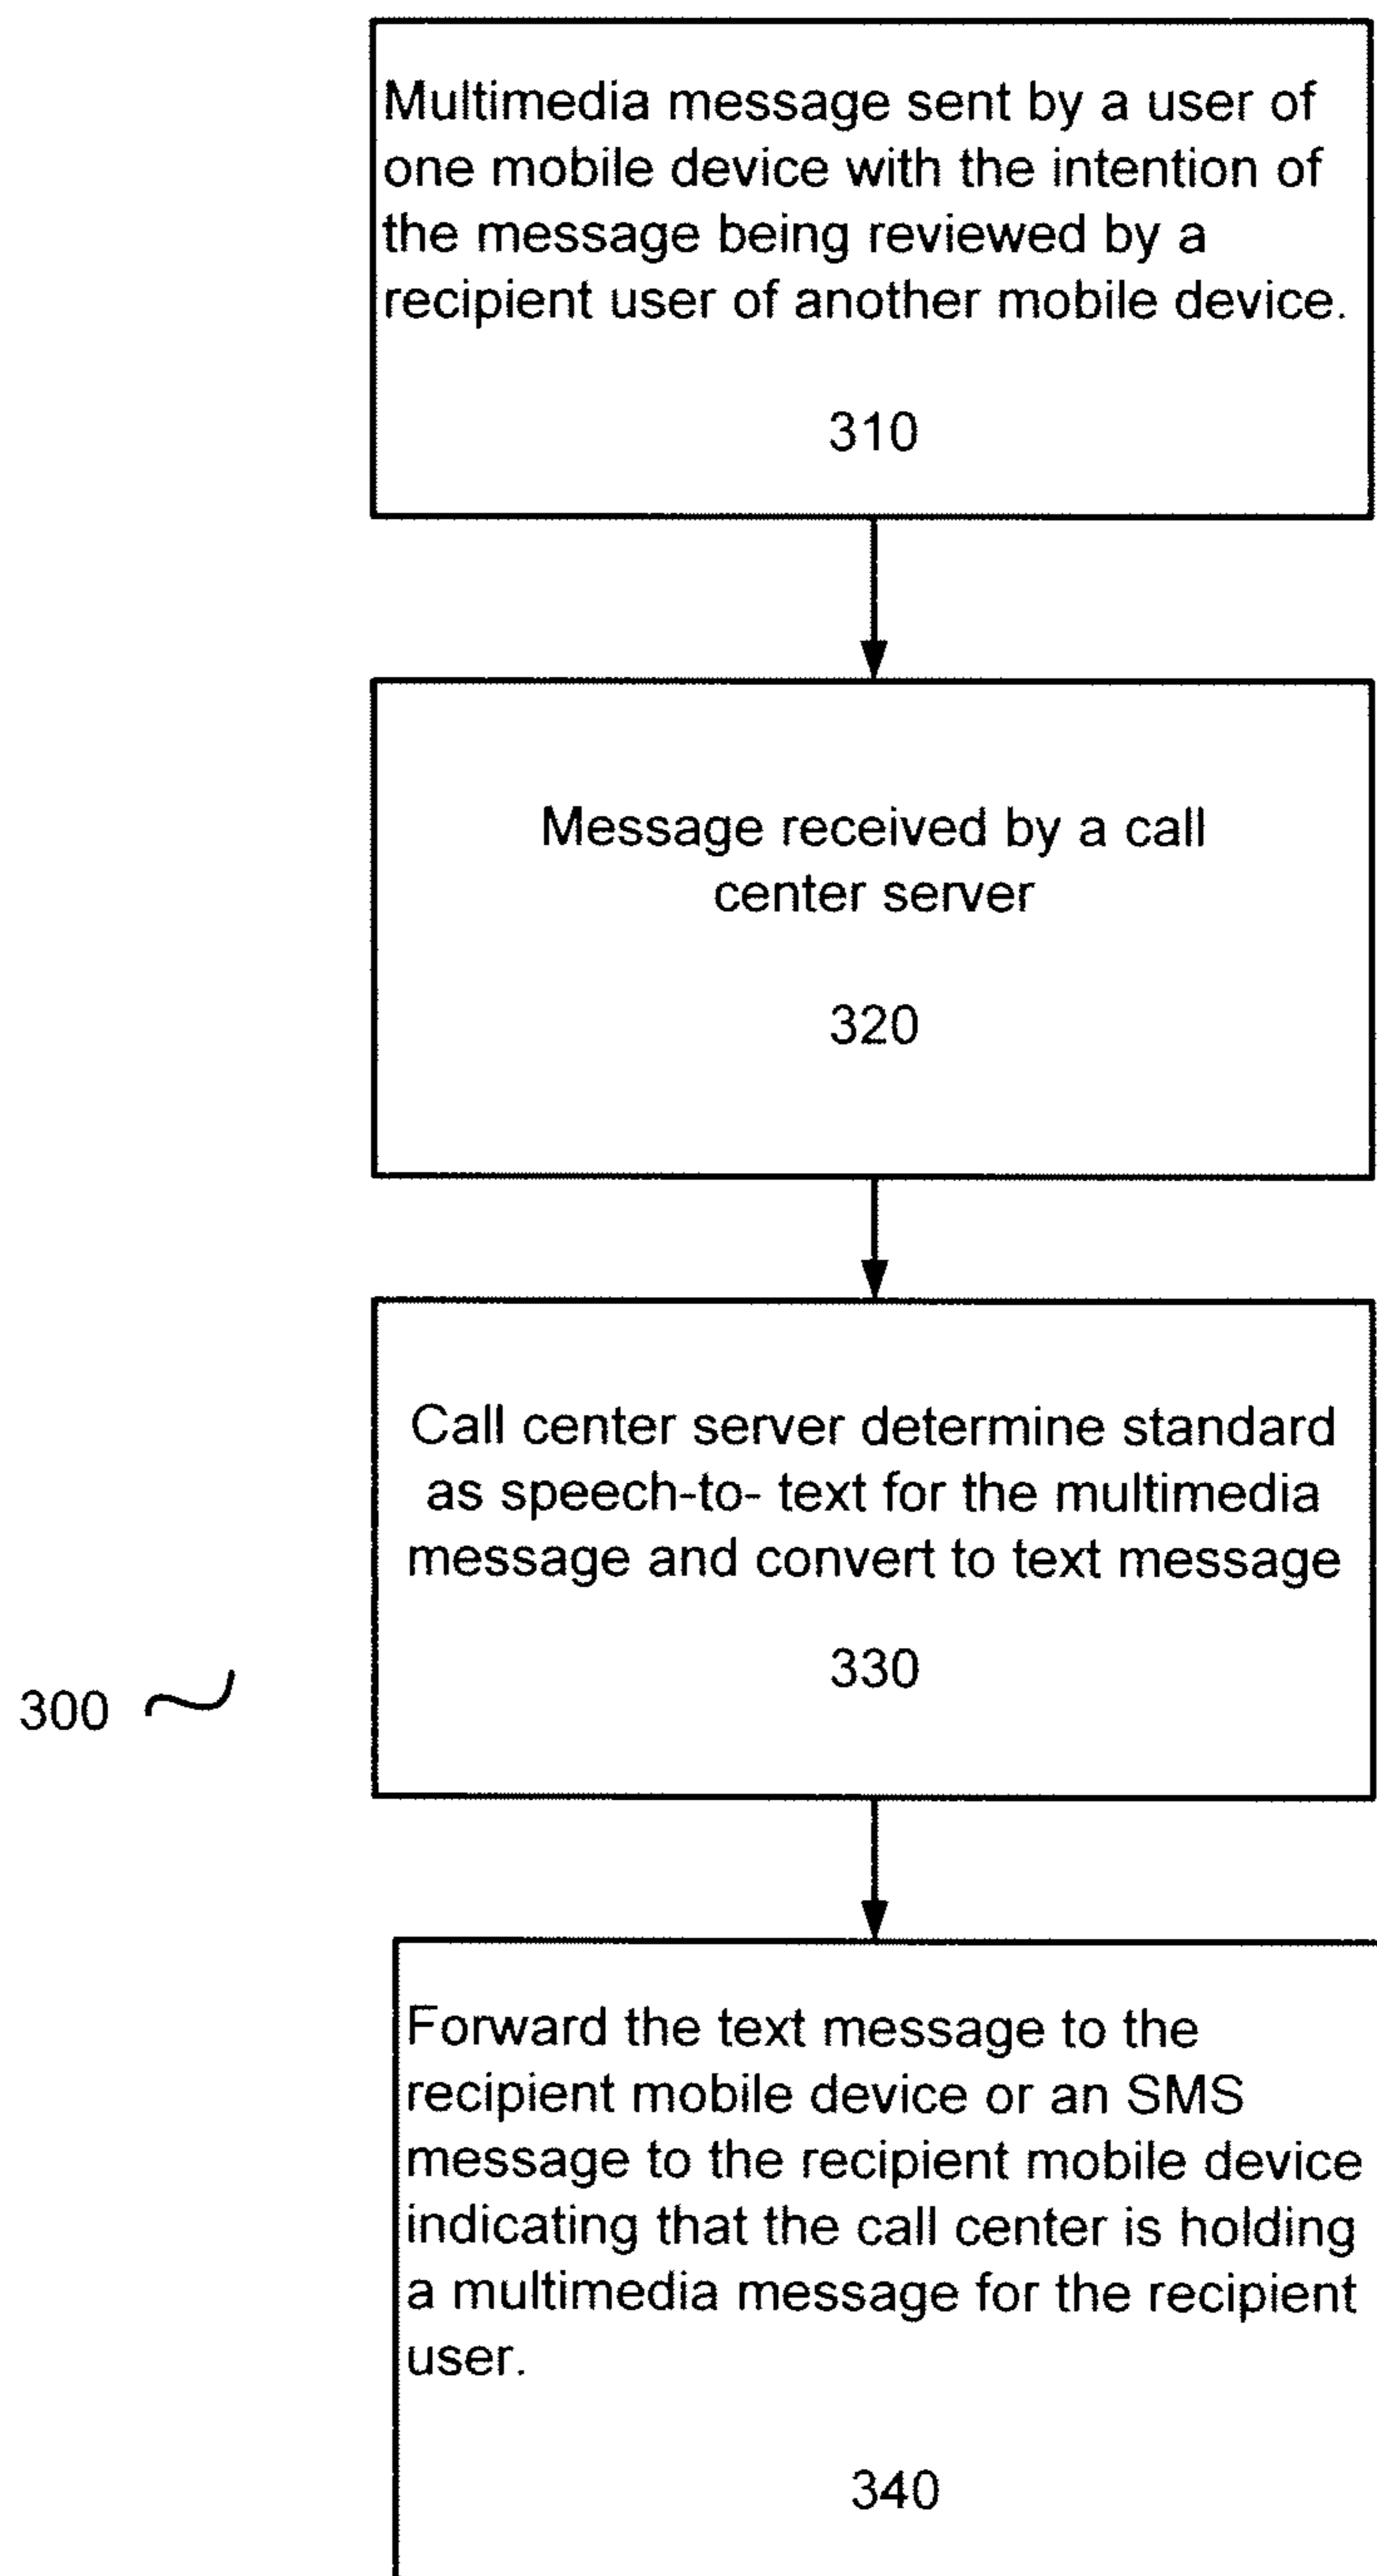 Multimedia message sent by a user of
one mobile device with the intention of
the message being reviewed by a
recipient user of another mobile device.
310
Message received by a call
center server
320
Call center server determine standard
as speech-to- text for the multimedia
message and convert to text message
330
300
Forward the text message to the
recipient mobile device or an SMS
message to the recipient mobile device
indicating that the call center is holding
a multimedia message for the recipient
user.
340